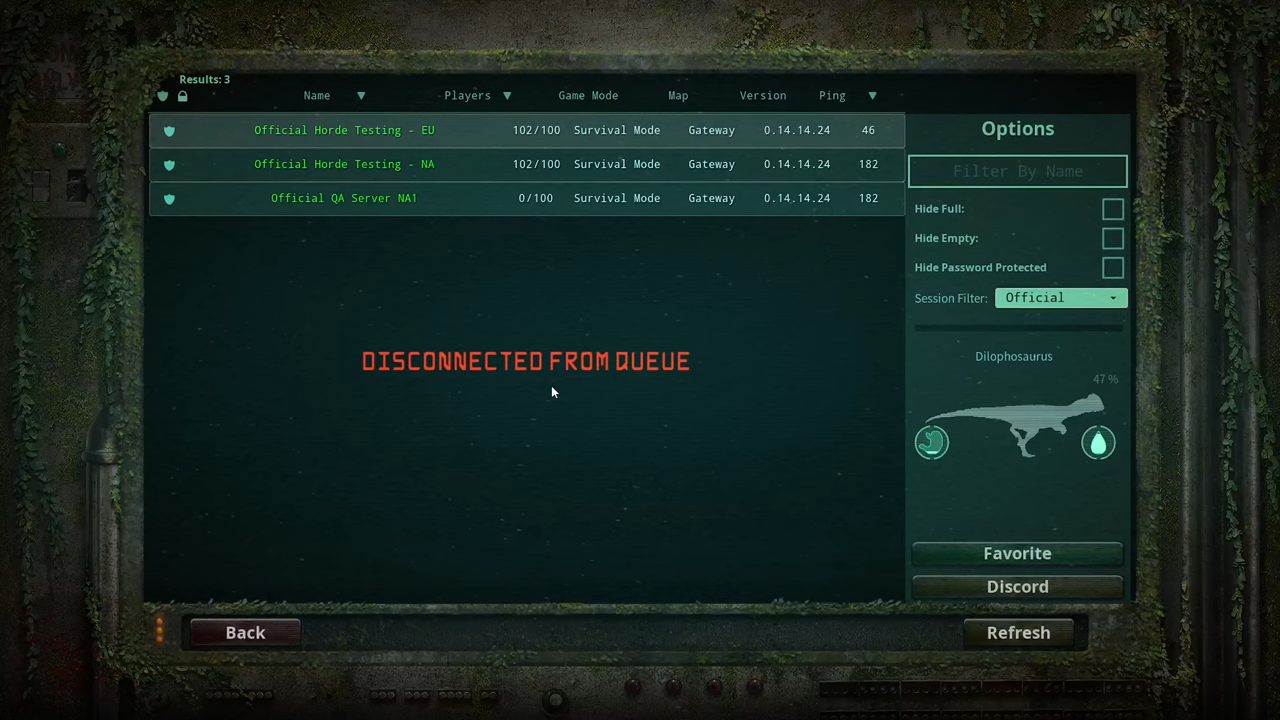 Results: 3
Name Players Game Mode Map Version Ping
Official Horde Testing - EU 102/100 Survival Mode Gateway 0.14.14.24 46
Official Horde Testing - NA 102/100 Survival Mode Gateway 0.14.14.24 182
Official QA Server NA1 0/100 Survival Mode Gateway 0.14.14.24 182
DISCONNECTED FROM QUEUE
Options
Filter By Name
Hide Full:
Hide Empty:
Hide Password Protected
Session Filter: Official
Dilophosaurus
47 %
Favorite
Discord
Back
Refresh